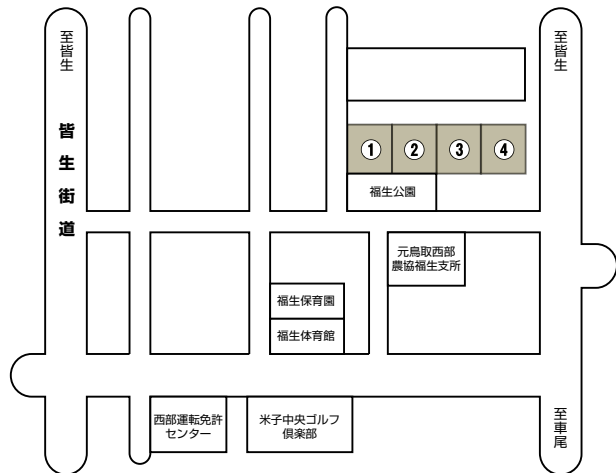 至皆生
至皆生
皆生街道
①
②
③
④
福生公園
元鳥取西部
農協福生支所
福生保育園
福生体育館
西部運転免許
センター
米子中央ゴルフ
倶楽部
至車尾